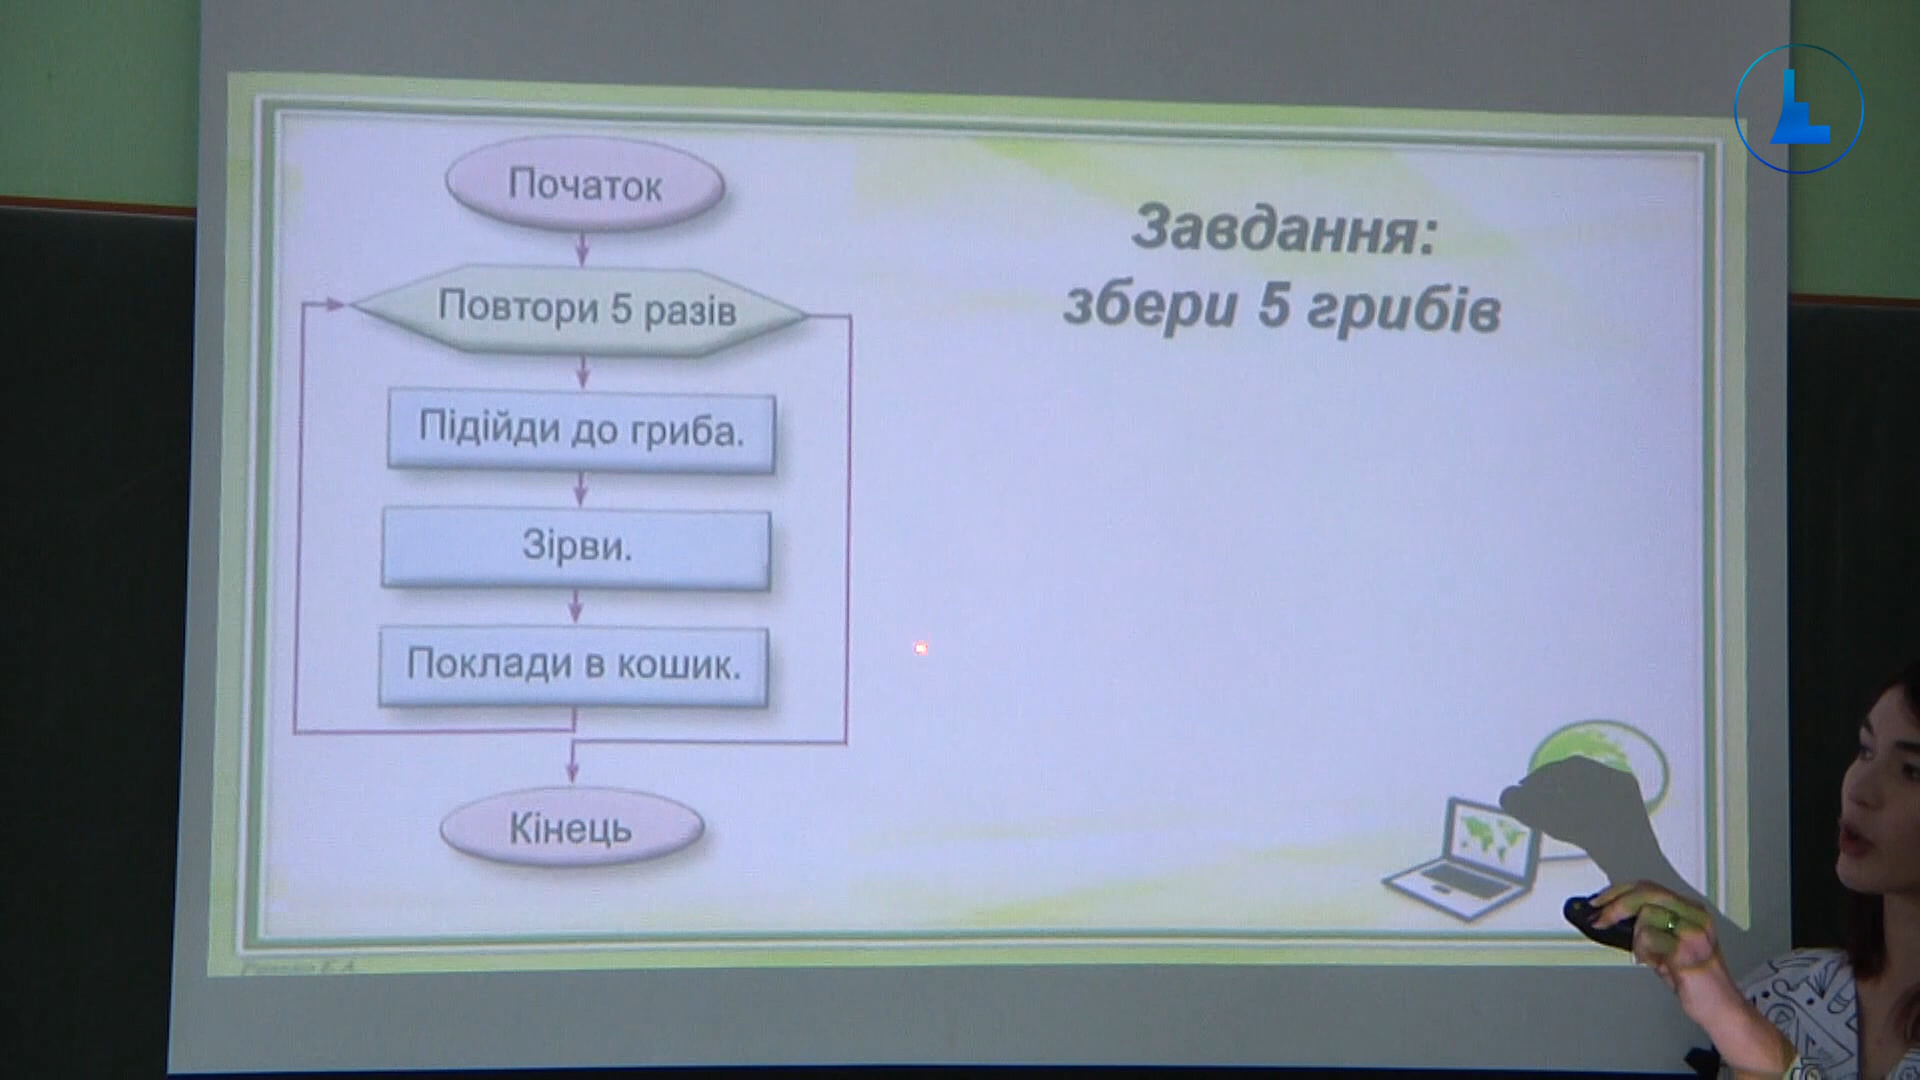 Початок
Повтори 5 разів
Підійди до гриба.
Зірви.
Поклади в кошик.
Кінець
Завдання:
збери 5 грибів